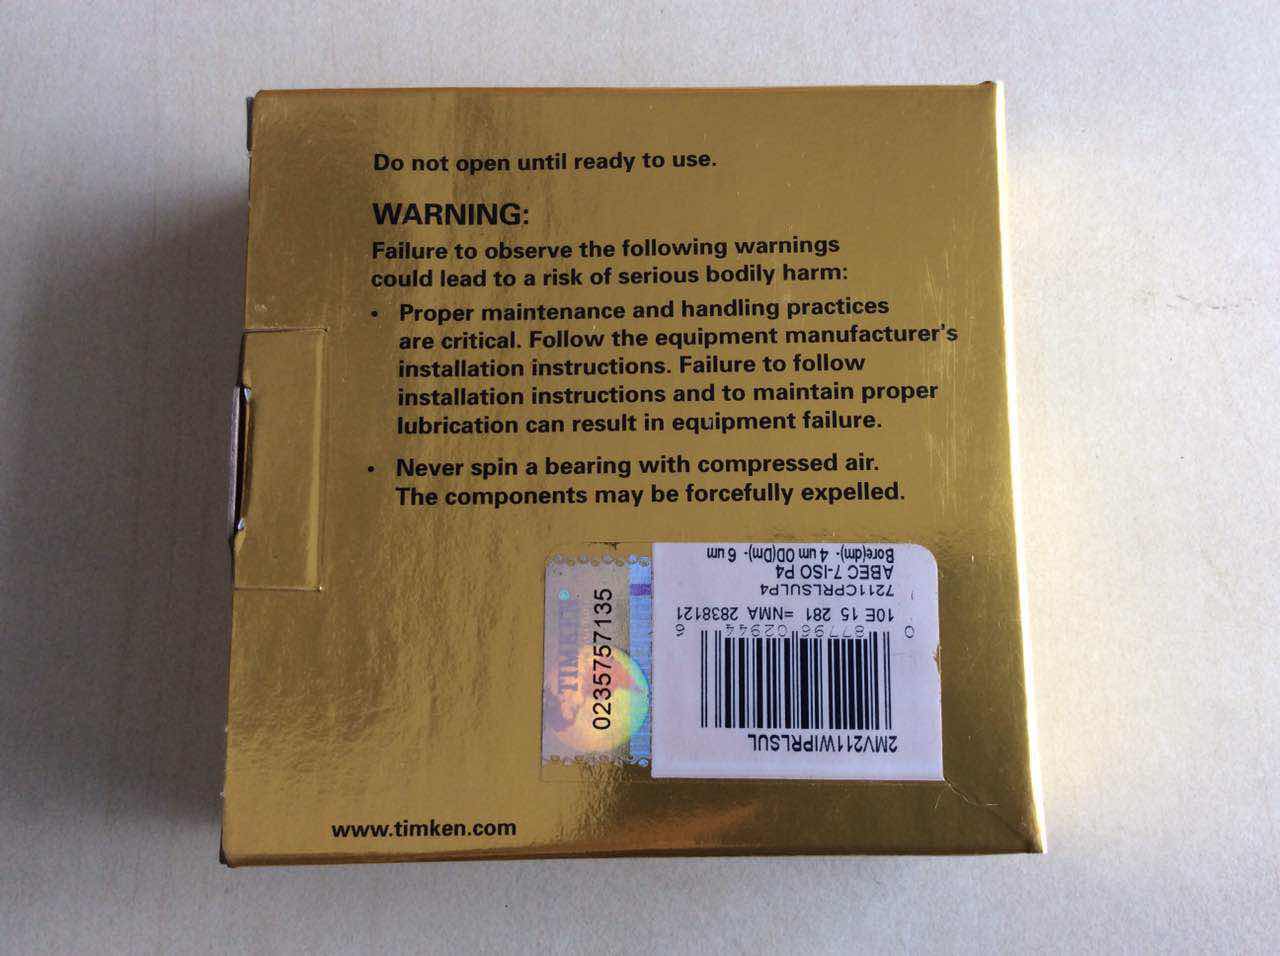 Do not open until ready to use.
WARNING:
Failure to observe the following warnings
could lead to a risk of serious bodily harm:
• Proper maintenance and handling practices
are critical. Follow the equipment manufacturer's
installation instructions. Failure to follow
installation instructions and to maintain proper
lubrication can result in equipment failure.
• Never spin a bearing with compressed air.
The components may be forcefully expelled.
TIMKEN®
0235757135
2MV211WIPRLSUL
0 87796 02944 6
10E 15 281 =NMA 2838121
7211CPRLSULP4
ABEC 7-ISO P4
Bore(dm)- 4 um OD(Dm)- 6 um
www.timken.com